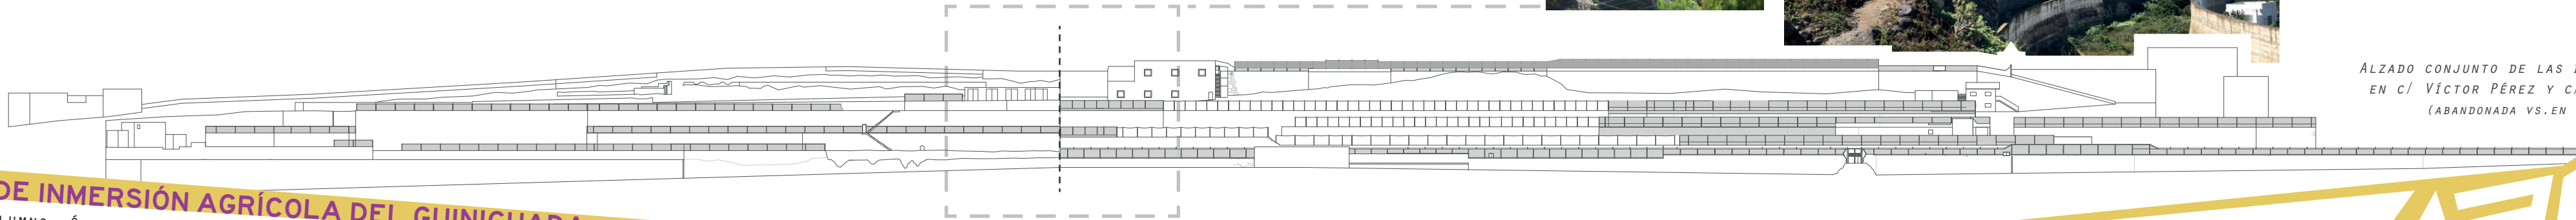 ALZADO CONJUNTO DE LAS
EN C/ VÍCTOR PÉREZ Y
(ABANDONADA VS. EN
DE INMERSIÓN AGRÍCOLA DEL GUINIGUADA